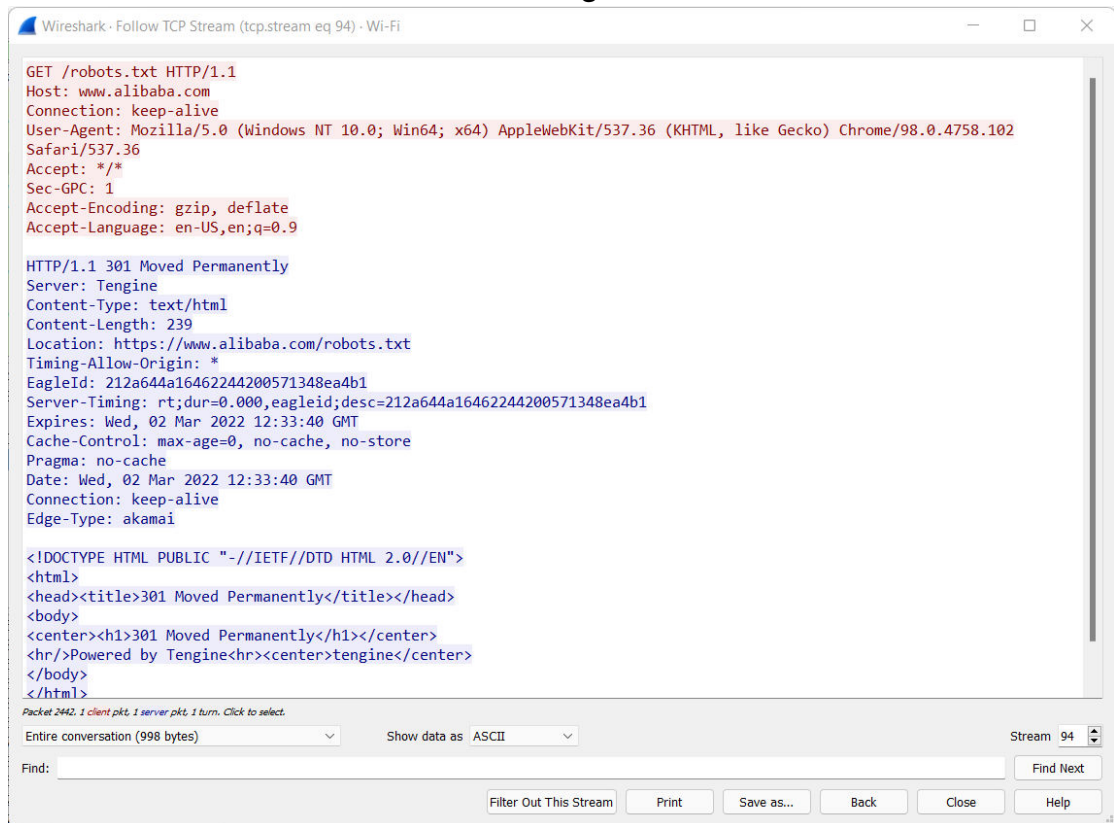 Wireshark · Follow TCP Stream (tcp.stream eq 94) · Wi-Fi
GET /robots.txt HTTP/1.1
Host: www.alibaba.com
Connection: keep-alive
User-Agent: Mozilla/5.0 (Windows NT 10.0; Win64; x64) AppleWebKit/537.36 (KHTML, like Gecko) Chrome/98.0.4758.102
Safari/537.36
Accept: */*
Sec-GPC: 1
Accept-Encoding: gzip, deflate
Accept-Language: en-US,en;q=0.9
HTTP/1.1 301 Moved Permanently
Server: Tengine
Content-Type: text/html
Content-Length: 239
Location: https://www.alibaba.com/robots.txt
Timing-Allow-Origin: *
EagleId: 212a644a16462244200571348ea4b1
Server-Timing: rt;dur=0.000,eagleid;desc=212a644a16462244200571348ea4b1
Expires: Wed, 02 Mar 2022 12:33:40 GMT
Cache-Control: max-age=0, no-cache, no-store
Pragma: no-cache
Date: Wed, 02 Mar 2022 12:33:40 GMT
Connection: keep-alive
Edge-Type: akamai
<!DOCTYPE HTML PUBLIC "-//IETF//DTD HTML 2.0//EN">
<html>
<head><title>301 Moved Permanently</title></head>
<body>
<center><h1>301 Moved Permanently</h1></center>
<hr/>Powered by Tengine<hr><center>tengine</center>
</body>
</html>
Packet 2442. 1 client pkt, 1 server pkt, 1 turn. Click to select.
Entire conversation (998 bytes) Show data as ASCII Stream 94
Find: Find Next
Filter Out This Stream Print Save as... Back Close Help